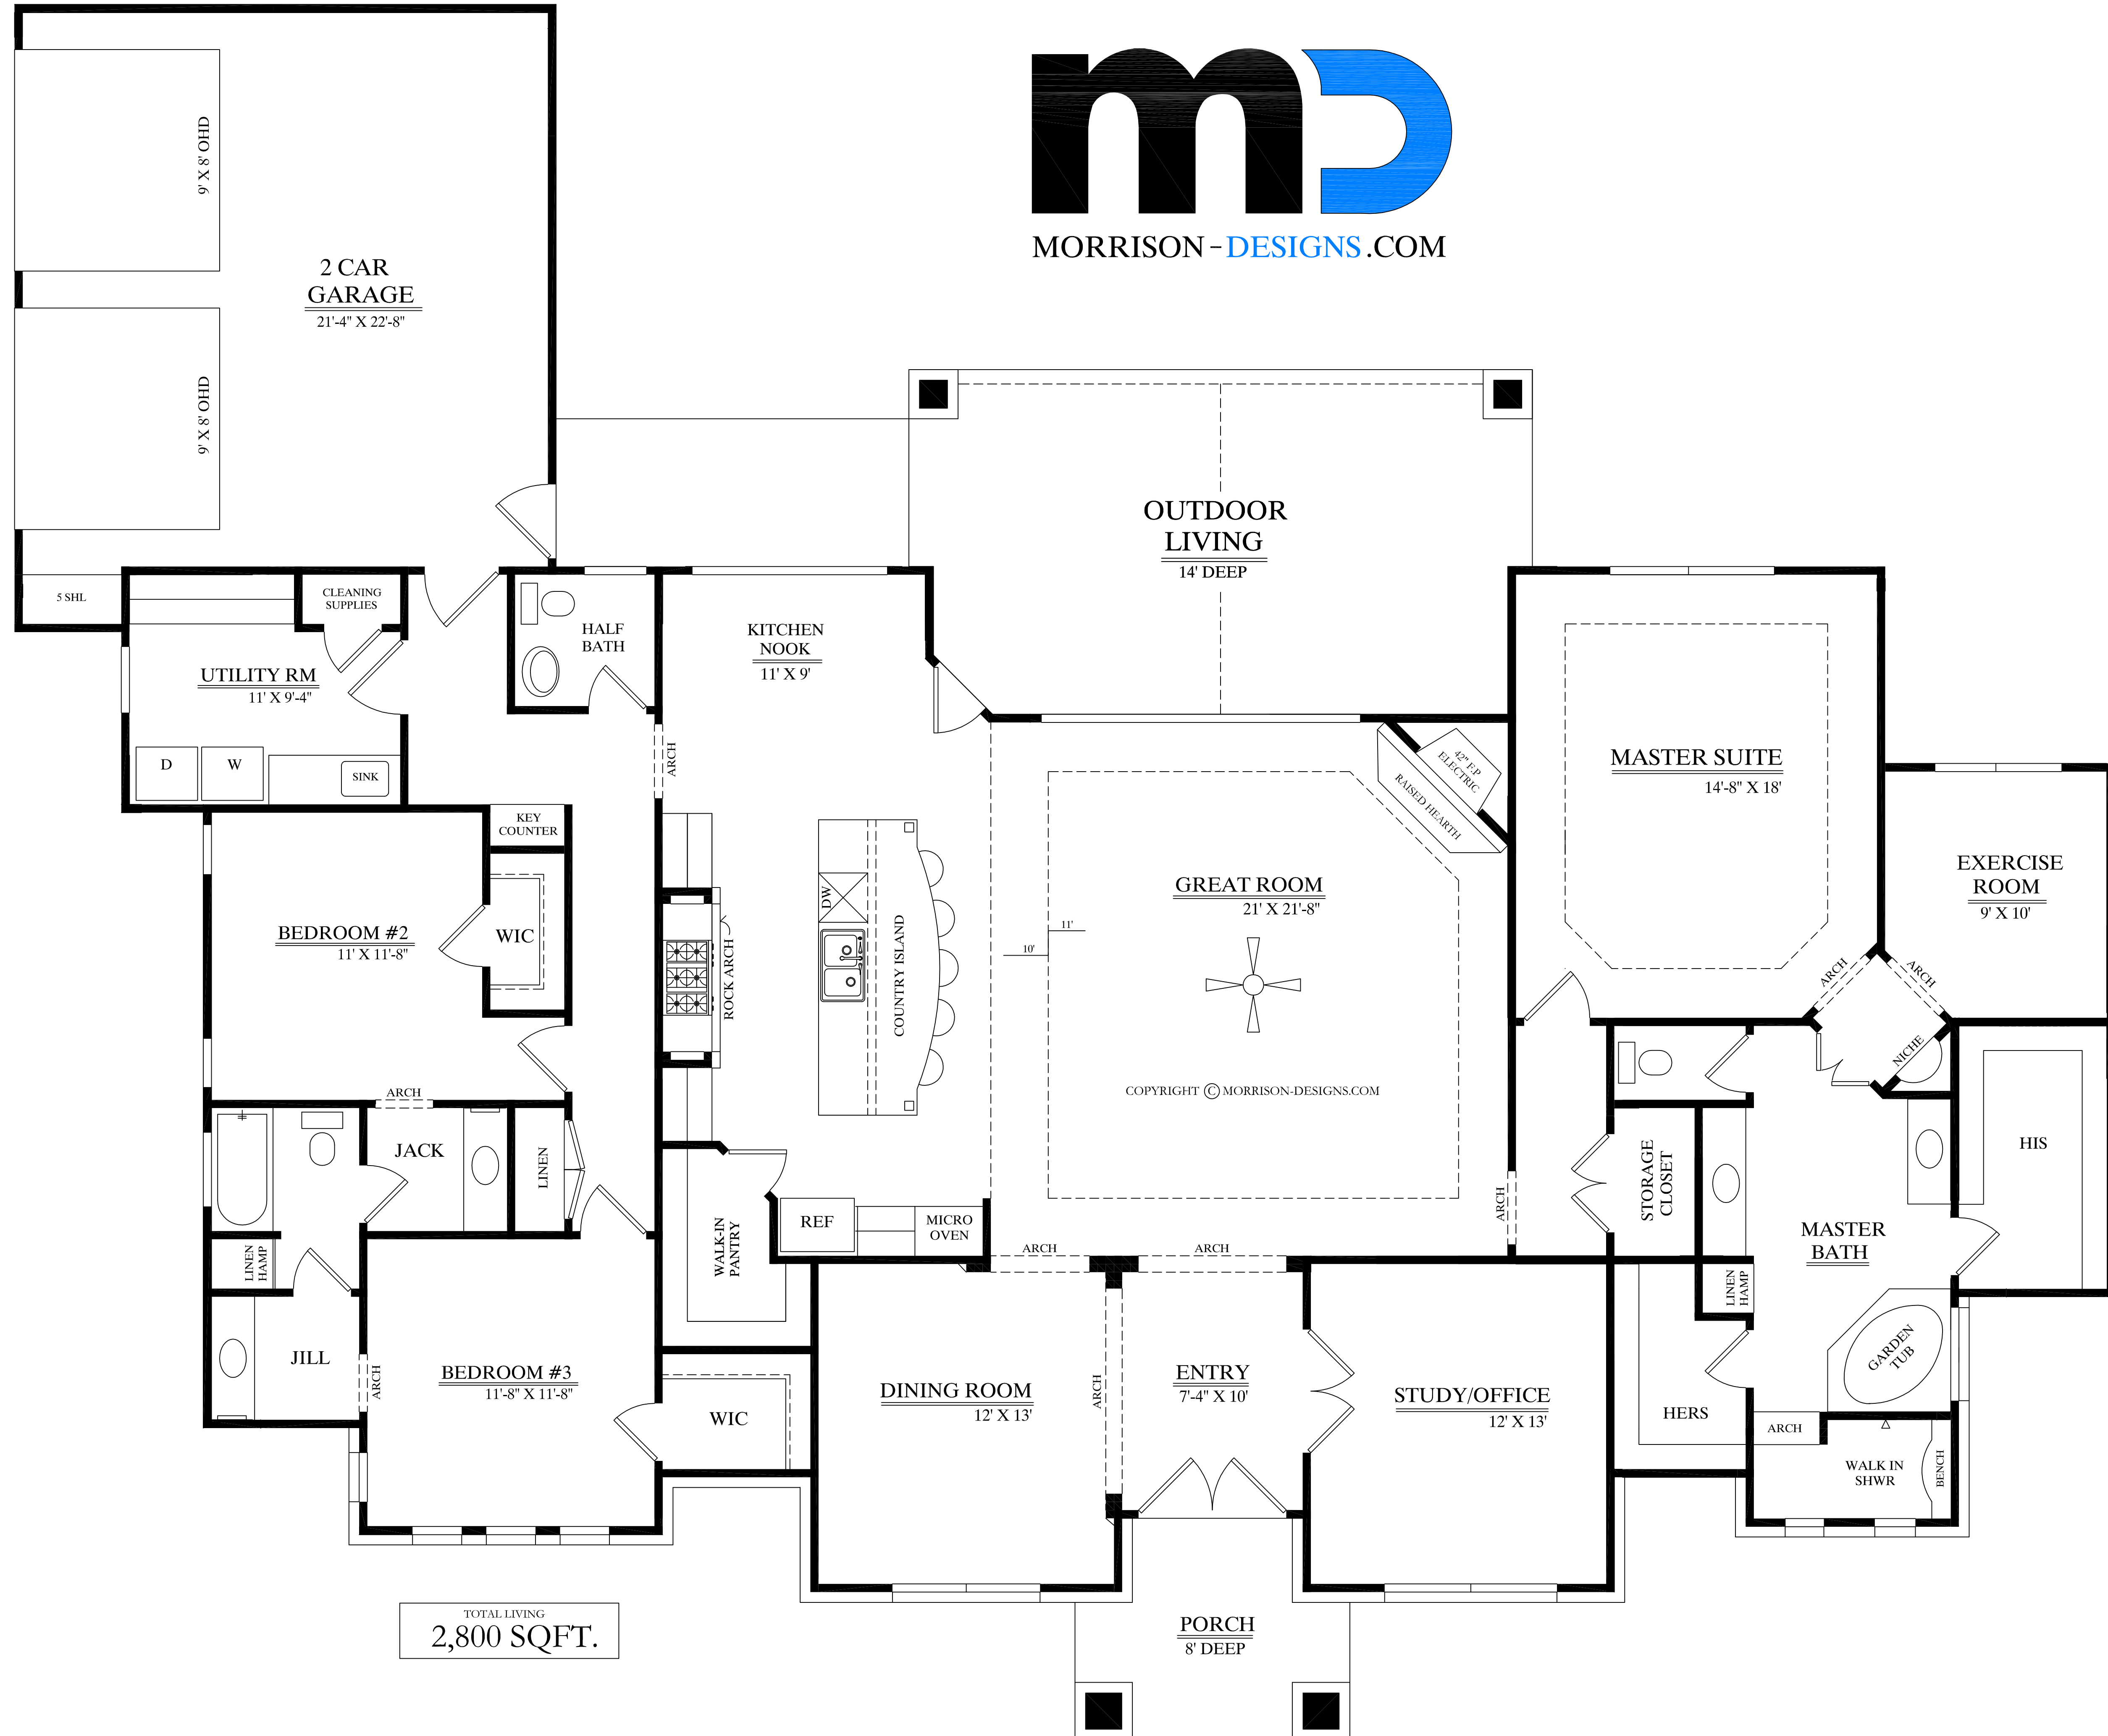 MORRISON-DESIGNS.COM
9' X 8' OHD
2 CAR
GARAGE
21'-4" X 22'-8"
9' X 8' OHD
OUTDOOR
LIVING
14' DEEP
5 SHL
CLEANING
SUPPLIES
HALF
BATH
KITCHEN
NOOK
11' X 9'
UTILITY RM
11' X 9'-4"
D
W
SINK
ARCH
42" F.P
ELECTRIC
RAISED HEARTH
MASTER SUITE
14'-8" X 18'
KEY
COUNTER
EXERCISE
ROOM
9' X 10'
BEDROOM #2
11' X 11'-8"
WIC
ROCK ARCH
DW
COUNTRY ISLAND
GREAT ROOM
21' X 21'-8"
11'
10'
ARCH
ARCH
NICHE
COPYRIGHT © MORRISON-DESIGNS.COM
ARCH
JACK
LINEN
HIS
STORAGE
CLOSET
ARCH
REF
MICRO
OVEN
WALK-IN
PANTRY
MASTER
BATH
LINEN
HAMP
ARCH
ARCH
LINEN
HAMP
JILL
ARCH
BEDROOM #3
11'-8" X 11'-8"
WIC
DINING ROOM
12' X 13'
ARCH
ENTRY
7'-4" X 10'
STUDY/OFFICE
12' X 13'
GARDEN
TUB
HERS
ARCH
WALK IN
SHWR
BENCH
TOTAL LIVING
2,800 SQFT.
PORCH
8' DEEP